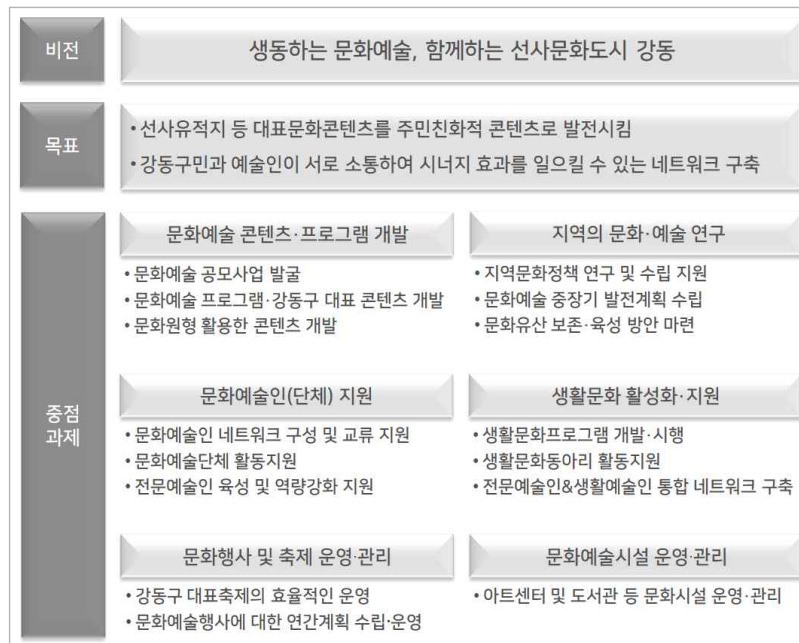 비전
생동하는 문화예술, 함께하는 선사문화도시 강동
목표
• 선사유적지 등 대표문화콘텐츠를 주민친화적 콘텐츠로 발전시킴
• 강동구민과 예술인이 서로 소통하여 시너지 효과를 일으킬 수 있는 네트워크 구축
중점
과제
문화예술 콘텐츠·프로그램 개발
• 문화예술 공모사업 발굴
• 문화예술 프로그램·강동구 대표 콘텐츠 개발
• 문화원형 활용한 콘텐츠 개발
지역의 문화·예술 연구
• 지역문화정책 연구 및 수립 지원
• 문화예술 중장기 발전계획 수립
• 문화유산 보존·육성 방안 마련
문화예술인(단체) 지원
• 문화예술인 네트워크 구성 및 교류 지원
• 문화예술단체 활동지원
• 전문예술인 육성 및 역량강화 지원
생활문화 활성화·지원
• 생활문화프로그램 개발·시행
• 생활문화동아리 활동지원
• 전문예술인&생활예술인 통합 네트워크 구축
문화행사 및 축제 운영·관리
• 강동구 대표축제의 효율적인 운영
• 문화예술행사에 대한 연간계획 수립·운영
문화예술시설 운영·관리
• 아트센터 및 도서관 등 문화시설 운영·관리